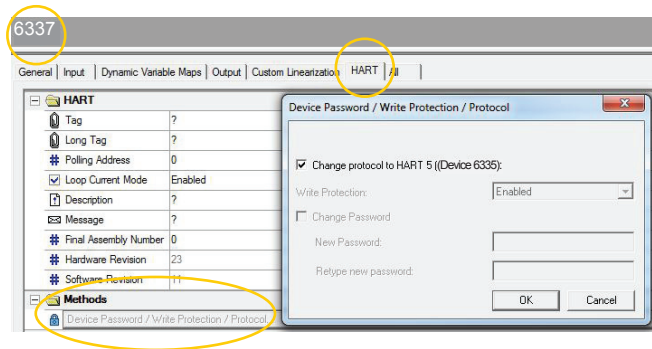 6337
General | Input | Dynamic Variable Maps | Output | Custom Linearization HART | All |
HART
Tag ?
Long Tag ?
# Polling Address 0
Loop Current Mode Enabled
Description ?
Message ?
# Final Assembly Number 0
# Hardware Revision 23
# Software Revision 11
Methods
Device Password / Write Protection / Protocol
Device Password / Write Protection / Protocol
Change protocol to HART 5 ((Device 6335):
Write Protection: Enabled
Change Password
New Password:
Retype new password:
OK Cancel